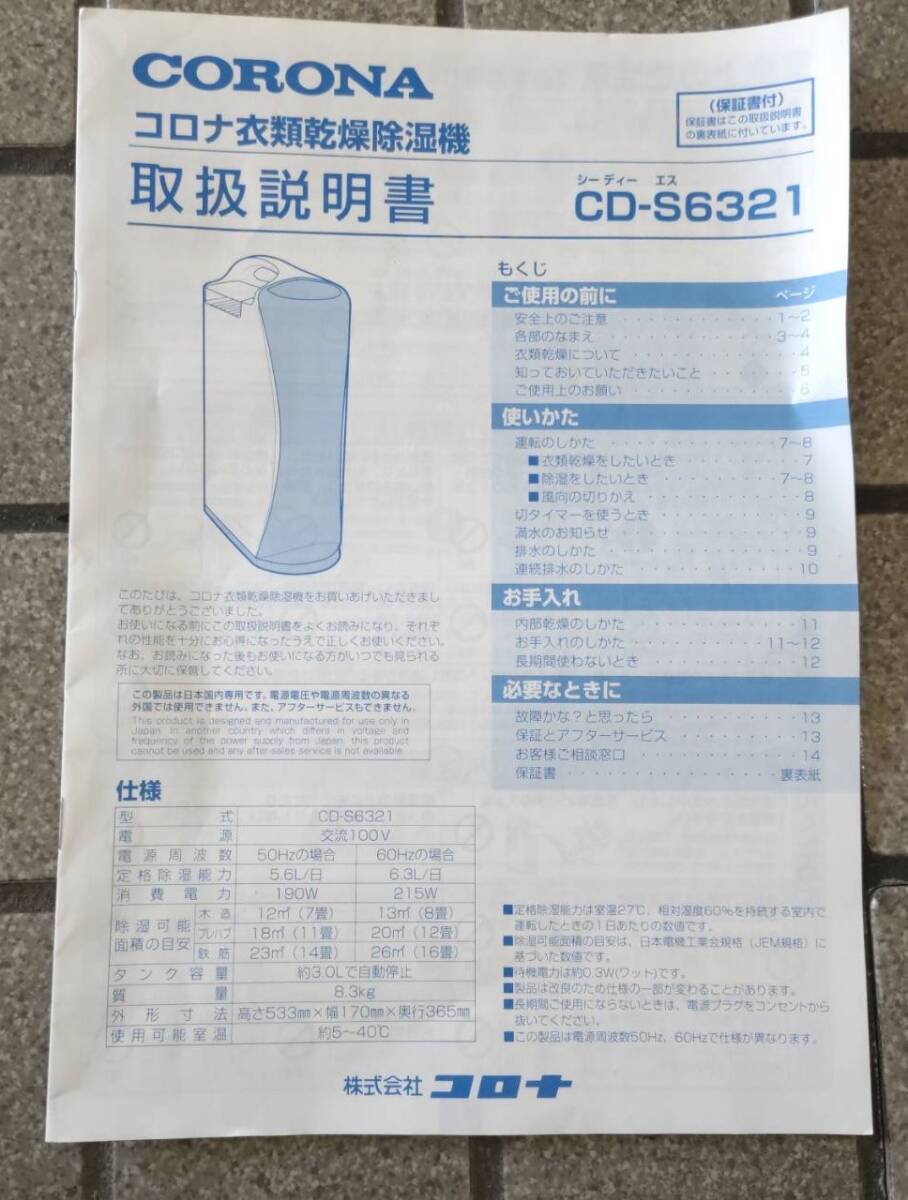 CORONA
コロナ衣類乾燥除湿機
取扱説明書
(保証書付)
保証書はこの取扱説明書
の裏表紙に付いています。
シー ディー エス
CD-S6321
もくじ
ご使用の前に ページ
安全上のご注意 ・・・・・・・・・・・・ 1〜2
各部のなまえ ・・・・・・・・・・・・ 3〜4
衣類乾燥について ・・・・・・・・・・・・ 4
知っておいていただきたいこと ・・・・・・・ 5
ご使用上のお願い ・・・・・・・・・・・・ 6
使いかた
運転のしかた ・・・・・・・・・・・・ 7〜8
■衣類乾燥をしたいとき ・・・・・・・・・ 7
■除湿をしたいとき ・・・・・・・・・ 7〜8
■風向の切りかえ ・・・・・・・・・・・ 8
切タイマーを使うとき ・・・・・・・・・・ 9
満水のお知らせ ・・・・・・・・・・・・ 9
排水のしかた ・・・・・・・・・・・・・ 9
連続排水のしかた ・・・・・・・・・・・ 10
お手入れ
内部乾燥のしかた ・・・・・・・・・・・ 11
お手入れのしかた ・・・・・・・・・ 11〜12
長期間使わないとき ・・・・・・・・・・ 12
必要なときに
故障かな？と思ったら ・・・・・・・・・ 13
保証とアフターサービス ・・・・・・・・ 13
お客様ご相談窓口 ・・・・・・・・・・・ 14
保証書 ・・・・・・・・・・・・・・・ 裏表紙
このたびは、コロナ衣類乾燥除湿機をお買いあげいただきまし
てありがとうございました。
お使いになる前にこの取扱説明書をよくお読みになり、それぞ
れの性能を十分にお心得になったうえで正しくお使いください。
なお、お読みになった後もお使いになる方がいつでも見られる
所に大切に保管してください。
この製品は日本国内専用です。電源電圧や電源周波数の異なる
外国では使用できません。また、アフターサービスもできません。
This product is designed and manufactured for use only in
Japan. In another country which differs in voltage and
frequency of the power supply from Japan, this product
cannot be used and any after-sales service is not available.
仕様
型式 CD-S6321
電源 交流100V
電源周波数 50Hzの場合 60Hzの場合
定格除湿能力 5.6L/日 6.3L/日
消費電力 190W 215W
除湿可能面積の目安 木造 12㎡（7畳） 13㎡（8畳）
プレハブ 18㎡（11畳） 20㎡（12畳）
鉄筋 23㎡（14畳） 26㎡（16畳）
タンク容量 約3.0Lで自動停止
質量 8.3kg
外形寸法 高さ533mm×幅170mm×奥行365mm
使用可能室温 約5〜40℃
■定格除湿能力は室温27℃、相対湿度60％を持続する室内で
運転したときの1日あたりの数値です。
■除湿可能面積の目安は、日本電機工業会規格（JEM規格）に
基づいた数値です。
■待機電力は約0.3W(ワット)です。
■製品は改良のため仕様の一部が変わることがあります。
■長期間ご使用にならないときは、電源プラグをコンセントから
抜いてください。
■この製品は電源周波数50Hz、60Hzで仕様が異なります。
株式会社 コロナ